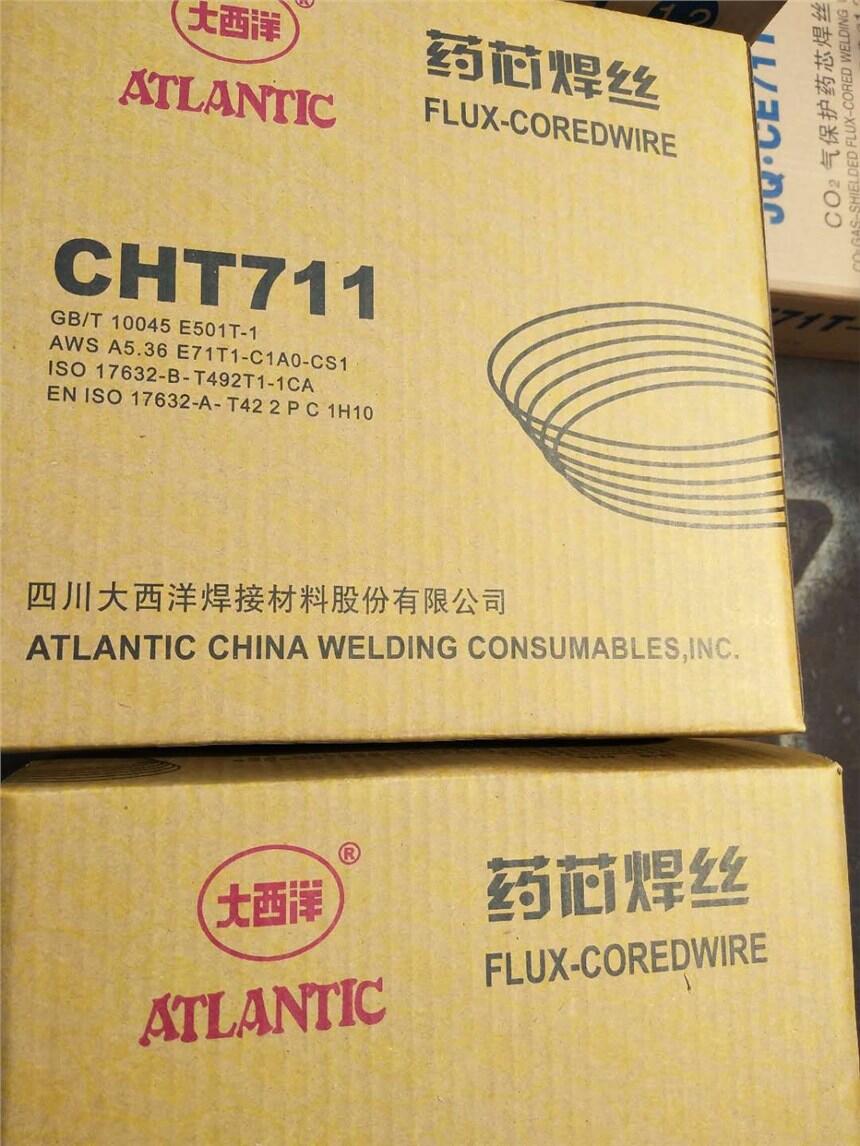 大西洋®
ATLANTIC
药芯焊丝
FLUX-COREDWIRE
CHT711
GB/T 10045 E501T-1
AWS A5.36 E71T1-C1A0-CS1
ISO 17632-B-T492T1-1CA
EN ISO 17632-A-T42 2 P C 1H10
四川大西洋焊接材料股份有限公司
ATLANTIC CHINA WELDING CONSUMABLES,INC.
大西洋®
ATLANTIC
药芯焊丝
FLUX-COREDWIRE
JQ·CE711
CO₂ 气保护药芯焊丝
GAS-SHIELDED FLUX-CORED WELDING
71T-
12